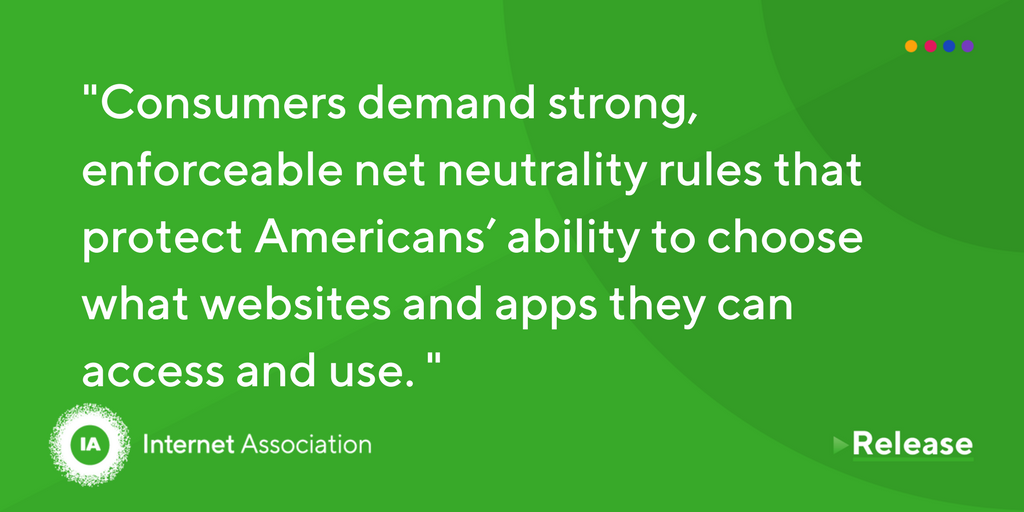 "Consumers demand strong,
enforceable net neutrality rules that
protect Americans’ ability to choose
what websites and apps they can
access and use. "
IA
Internet Association
Release